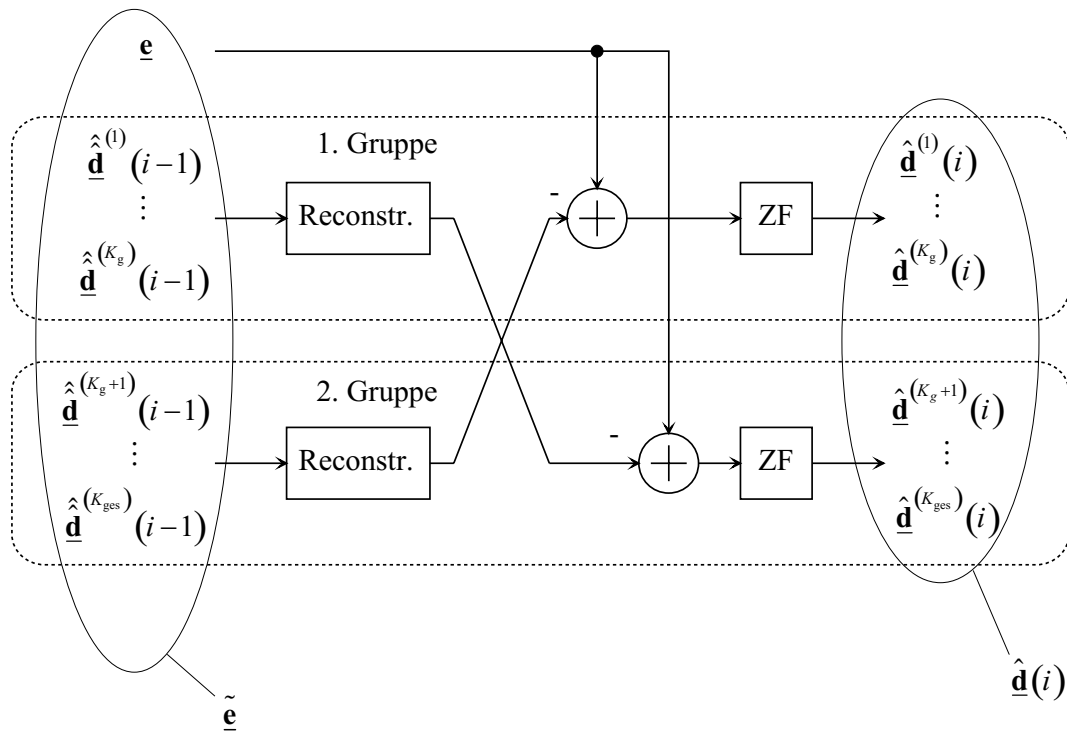 e̲
1. Gruppe
d̲̂̂⁽¹⁾(i−1)
⋮
d̲̂̂^(K_g)(i−1)
Reconstr.
-
+
ZF
d̲̂⁽¹⁾(i)
⋮
d̲̂^(K_g)(i)
2. Gruppe
d̲̂̂^(K_g+1)(i−1)
⋮
d̲̂̂^(K_ges)(i−1)
Reconstr.
-
+
ZF
d̲̂^(K_g+1)(i)
⋮
d̲̂^(K_ges)(i)
ẽ̲
d̲̂(i)